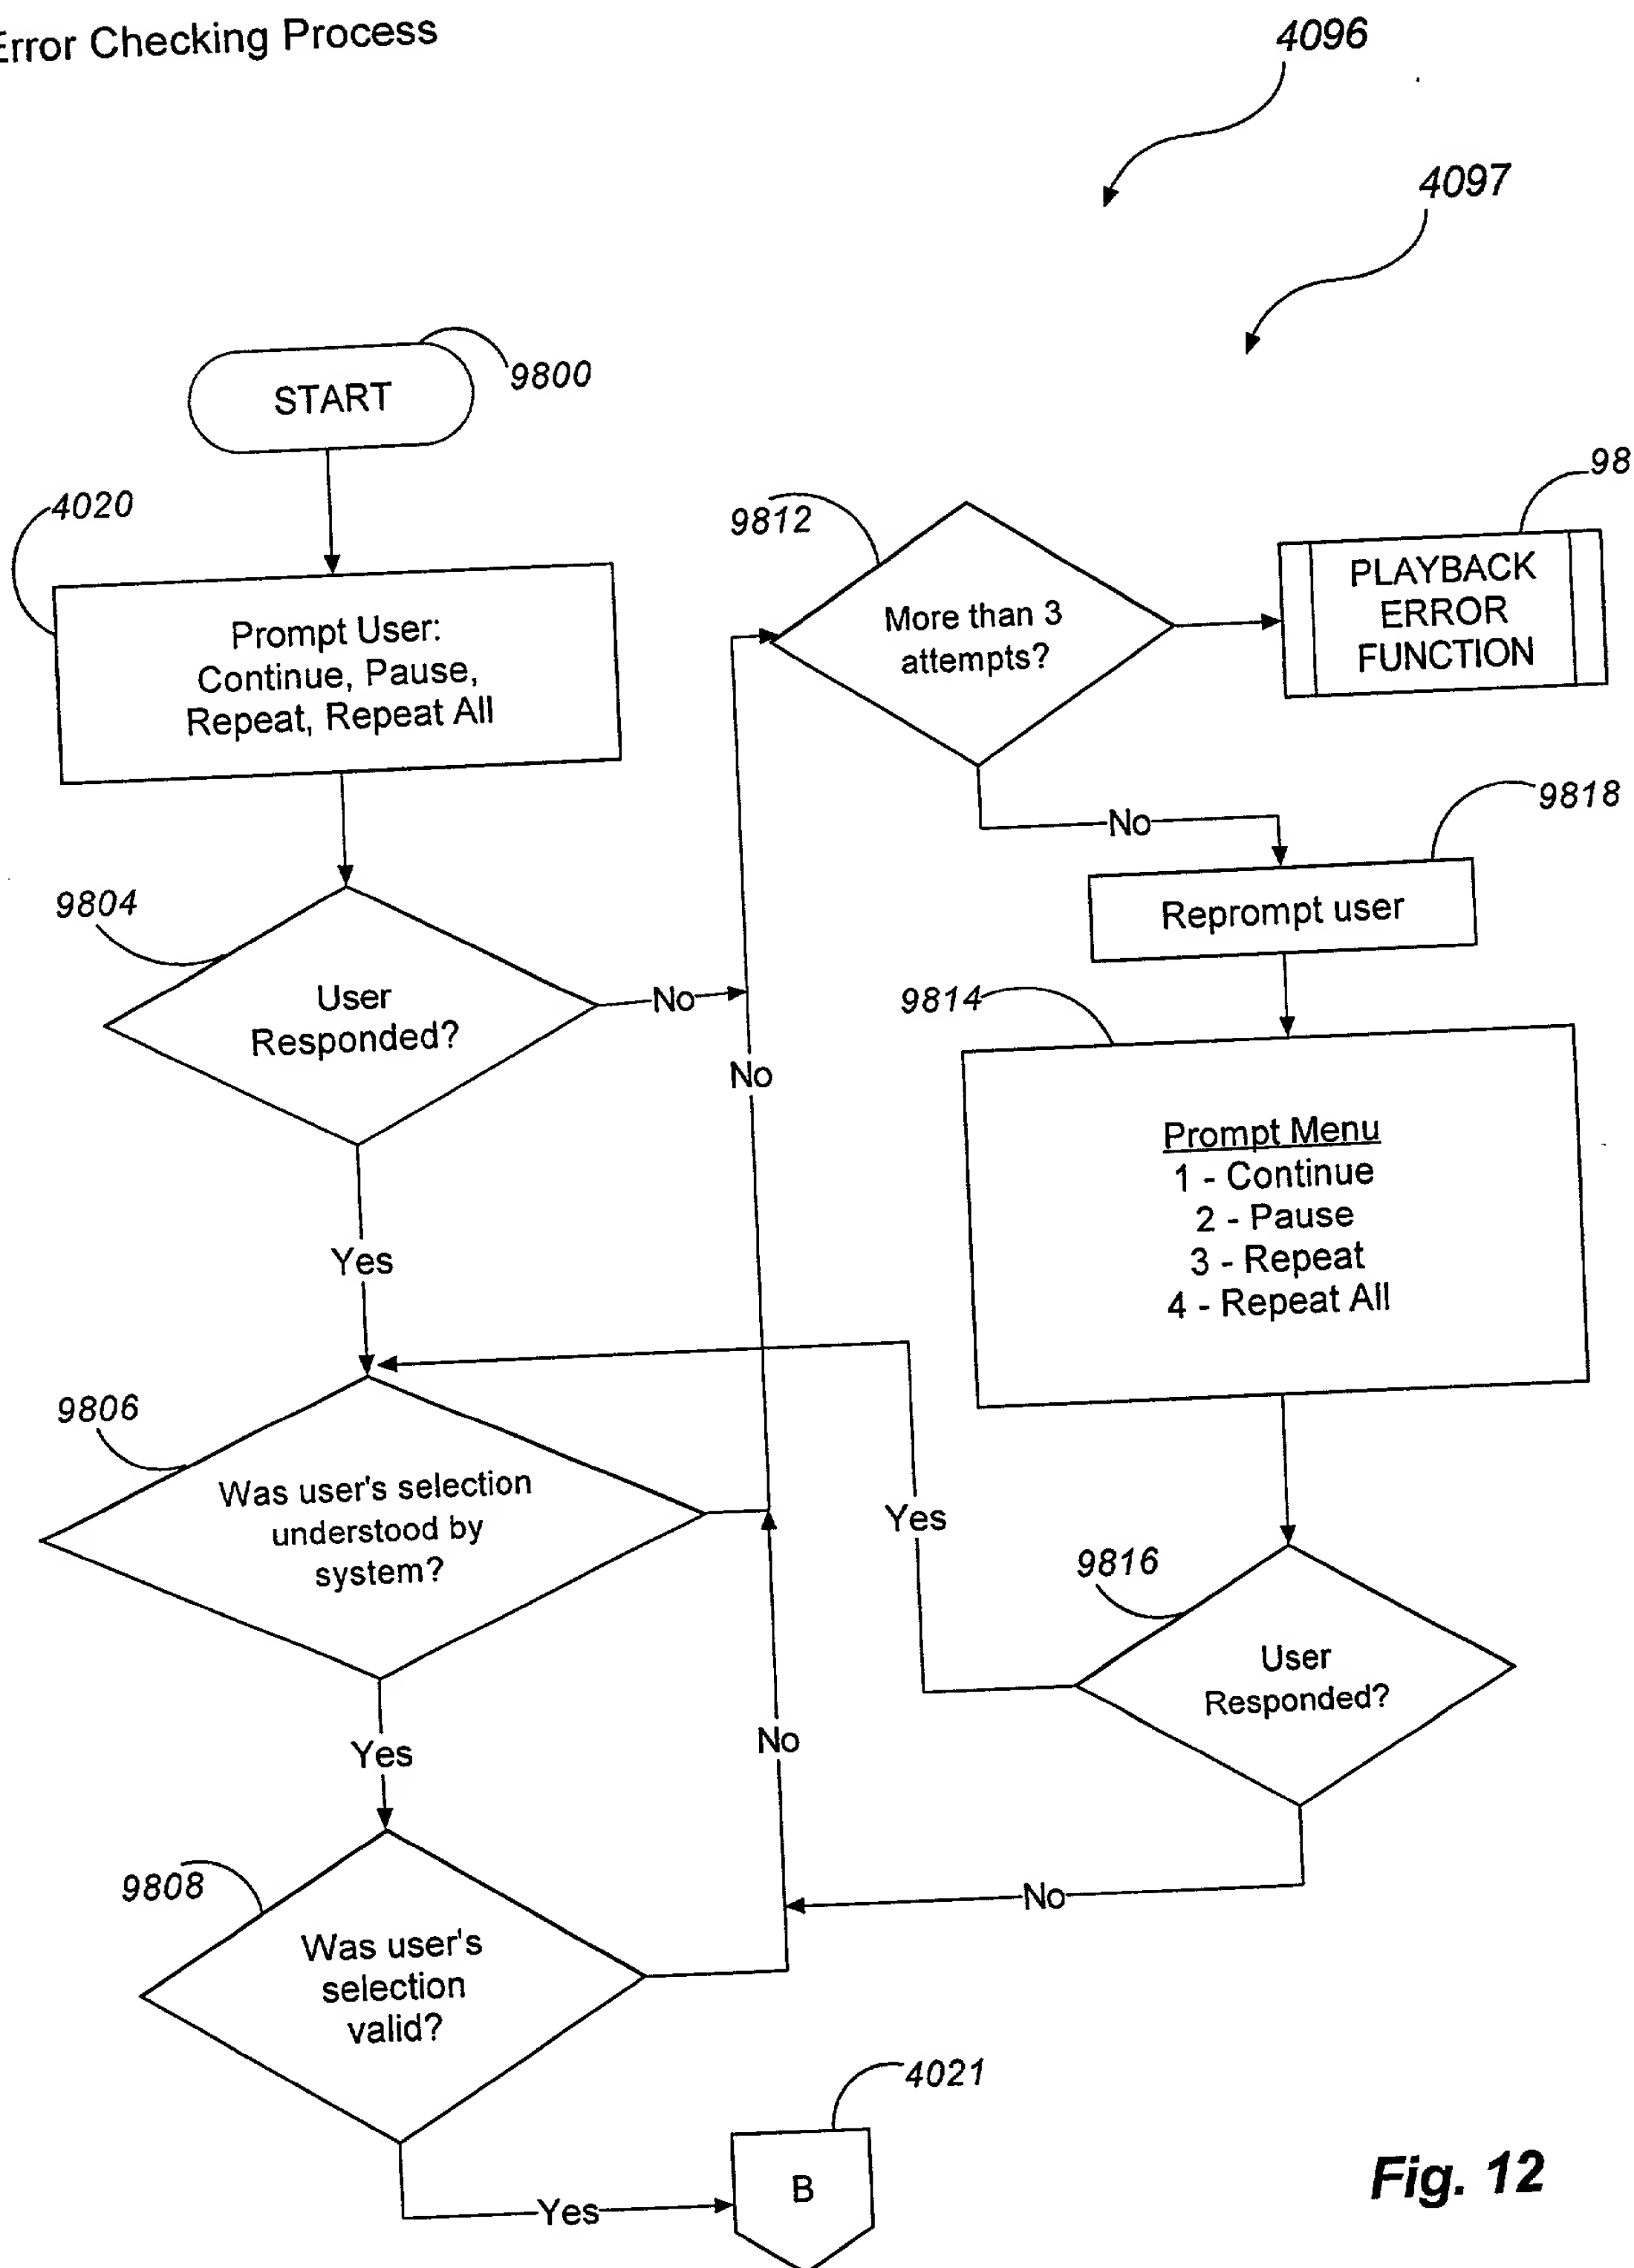 Error Checking Process
4096
4097
START
9800
4020
Prompt User:
Continue, Pause,
Repeat, Repeat All
9812
More than 3
attempts?
98
PLAYBACK
ERROR
FUNCTION
No
9818
Reprompt user
9804
User
Responded?
No
No
9814
Prompt Menu
1 - Continue
2 - Pause
3 - Repeat
4 - Repeat All
Yes
9806
Was user's selection
understood by
system?
Yes
9816
User
Responded?
Yes
No
9808
Was user's
selection
valid?
No
4021
Yes
B
Fig. 12